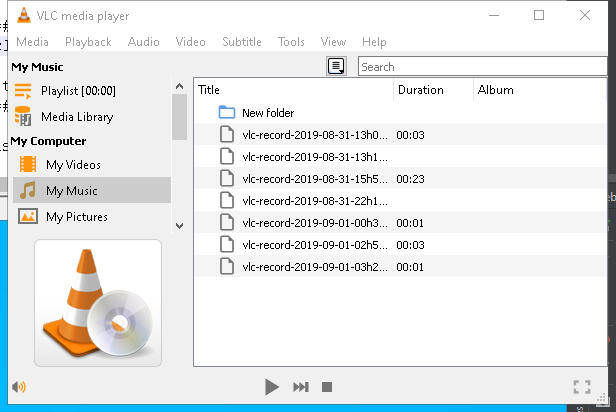 VLC media player
Media Playback Audio Video Subtitle Tools View Help
My Music
Search
Playlist [00:00]
Media Library
My Computer
My Videos
My Music
My Pictures
Title Duration Album
New folder
vlc-record-2019-08-31-13h0... 00:03
vlc-record-2019-08-31-13h1...
vlc-record-2019-08-31-15h5... 00:23
vlc-record-2019-08-31-22h1...
vlc-record-2019-09-01-00h3... 00:01
vlc-record-2019-09-01-02h5... 00:03
vlc-record-2019-09-01-03h2... 00:01